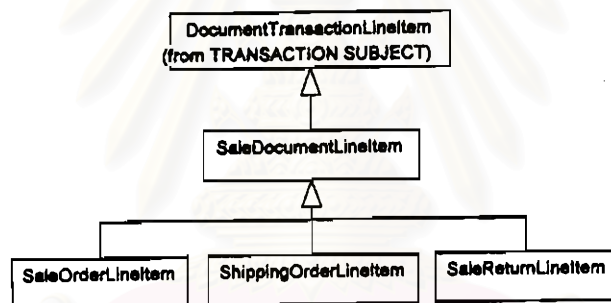 DocumentTransactionLineItem
(from TRANSACTION SUBJECT)
SaleDocumentLineItem
SaleOrderLineItem
ShippingOrderLineItem
SaleReturnLineItem